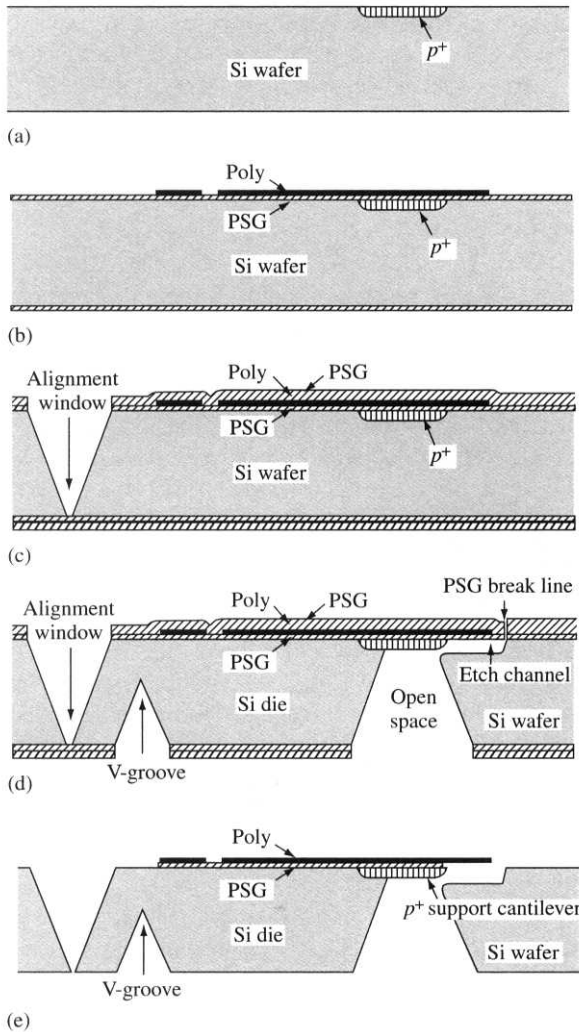 Si wafer
p+
(a)
Poly
PSG
Si wafer
p+
(b)
Alignment
window
Poly
PSG
PSG
p+
Si wafer
(c)
PSG break line
Alignment
window
Poly
PSG
PSG
Etch channel
Si die
Open
space
Si wafer
V-groove
(d)
Poly
PSG
p+ support cantilever
Si die
Si wafer
V-groove
(e)